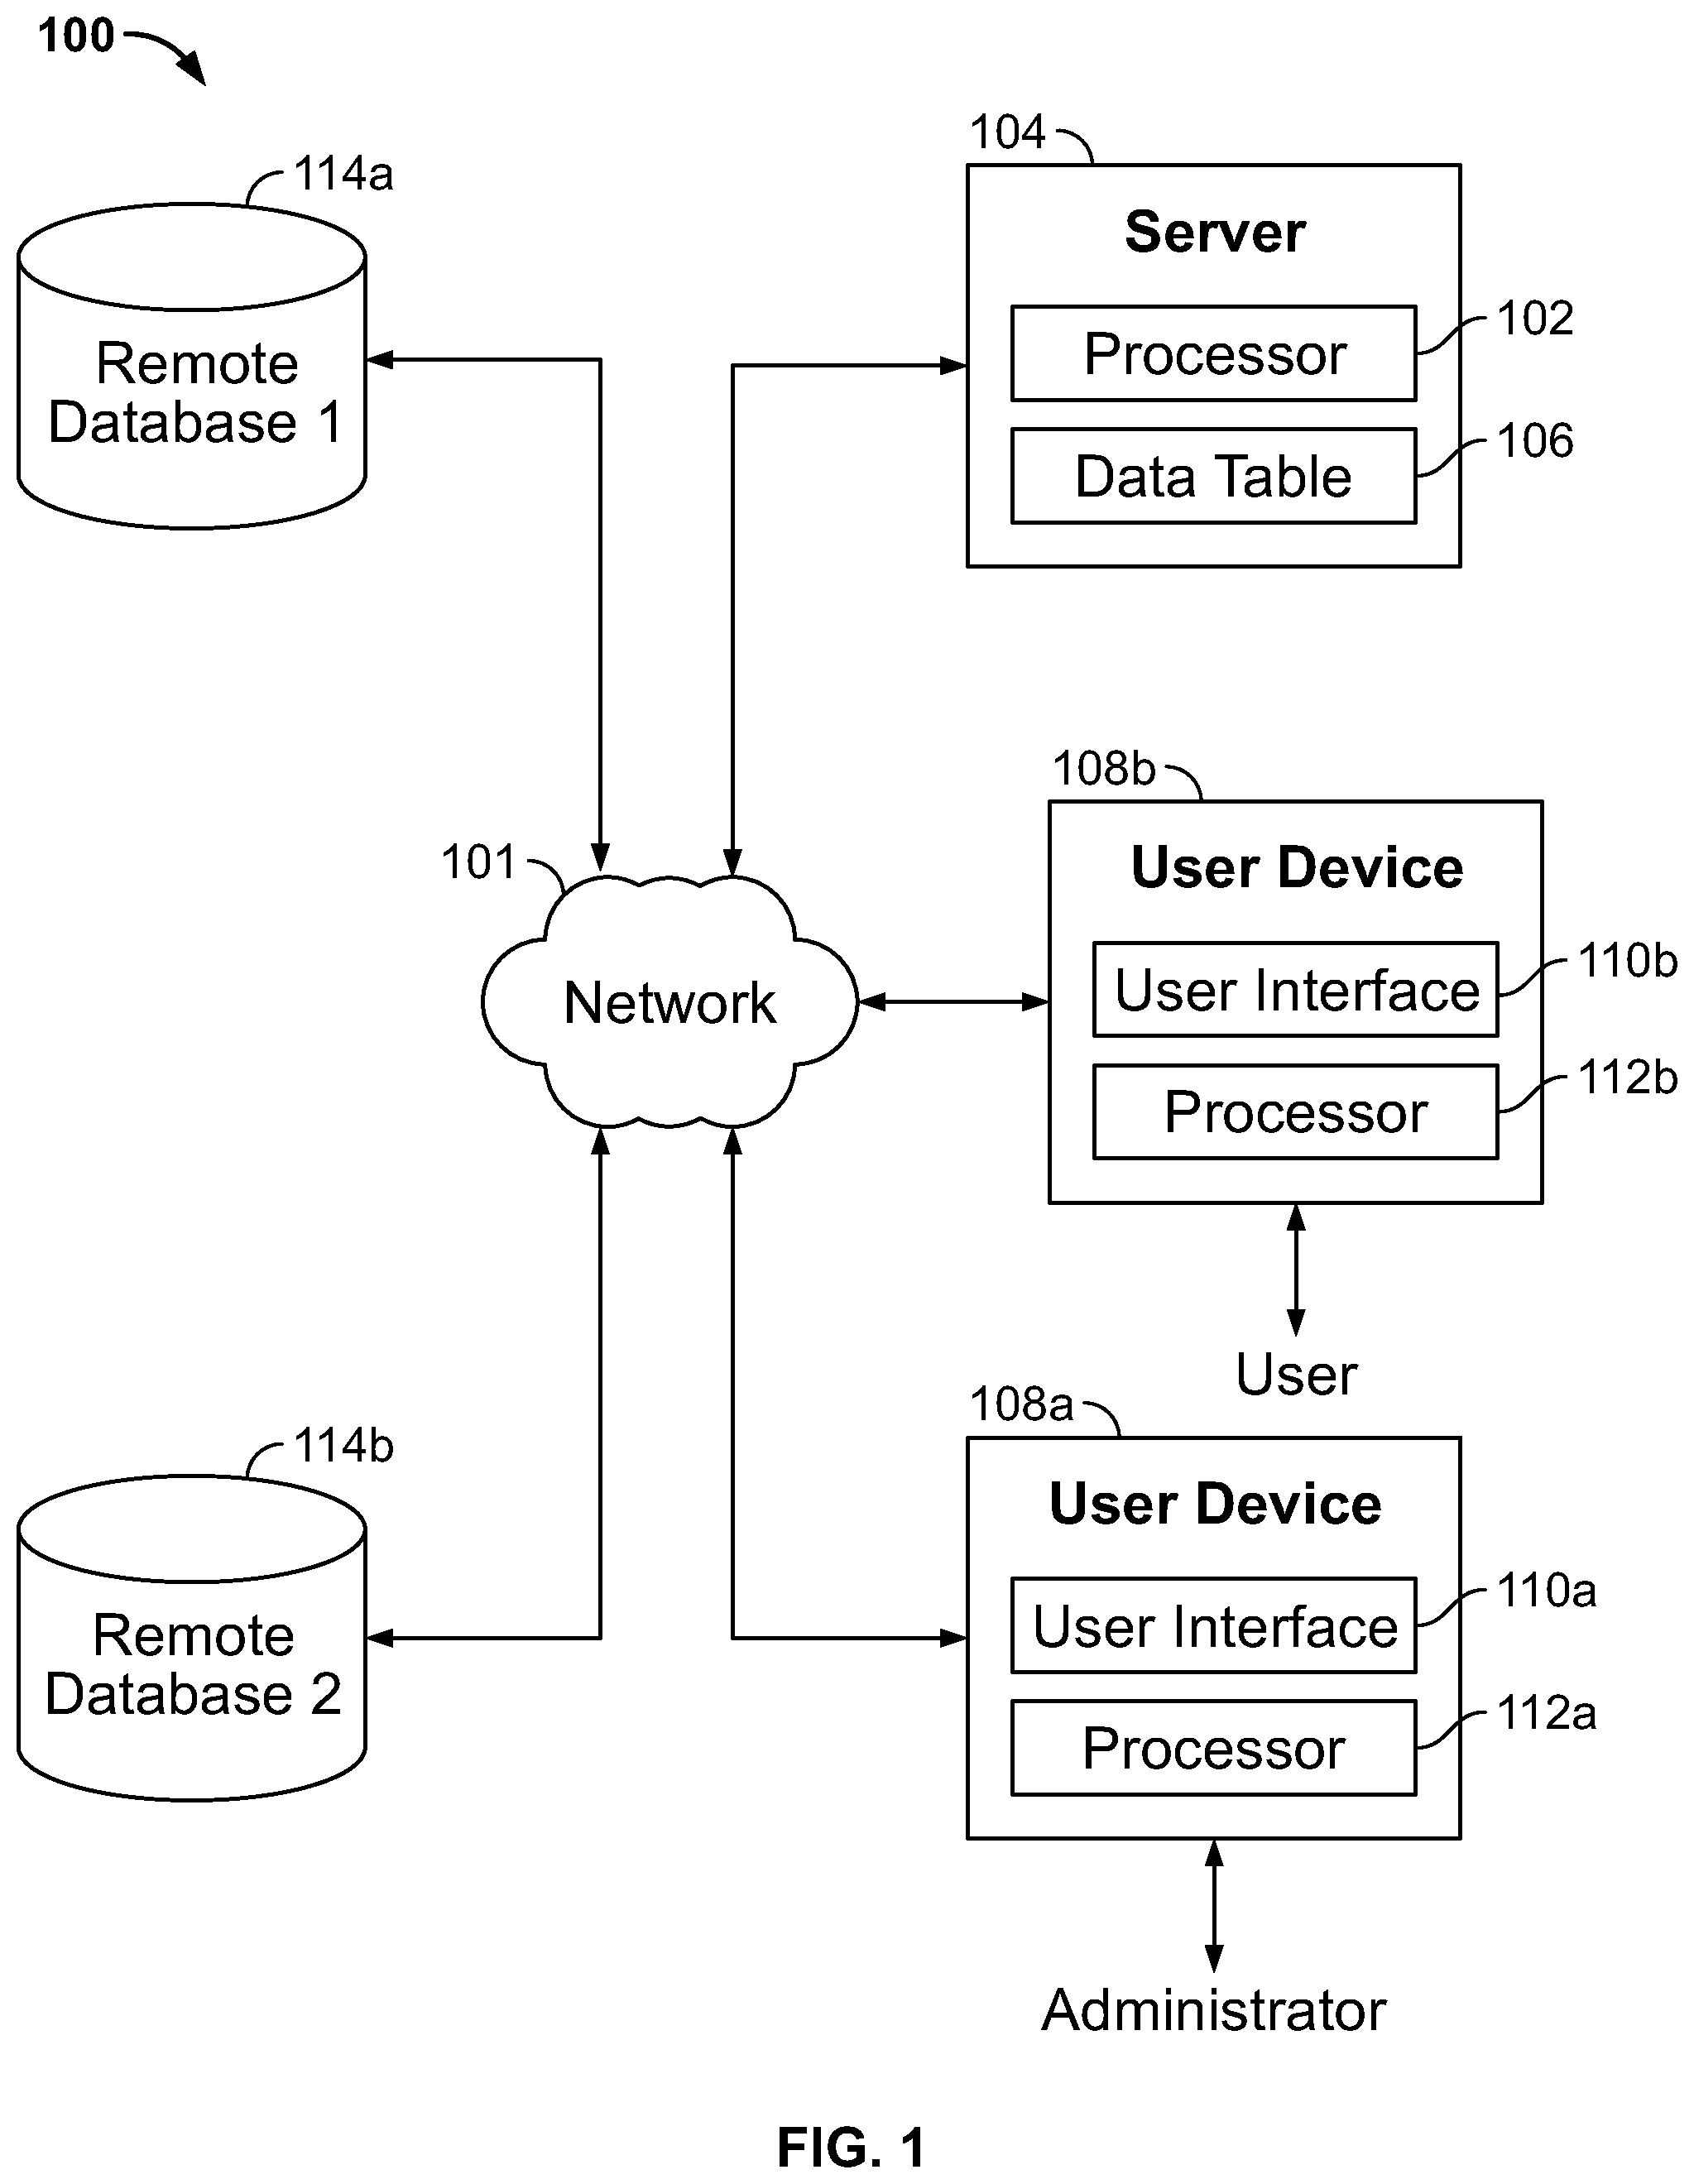 100
114a
Remote
Database 1
104
Server
Processor
102
Data Table
106
101
Network
108b
User Device
User Interface
110b
Processor
112b
User
114b
Remote
Database 2
108a
User Device
User Interface
110a
Processor
112a
Administrator
FIG. 1